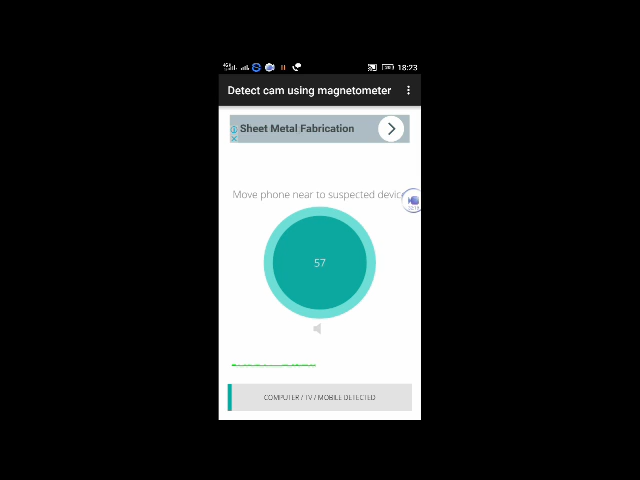 18:23
Detect cam using magnetometer
Sheet Metal Fabrication
Move phone near to suspected device
57
COMPUTER / TV / MOBILE DETECTED